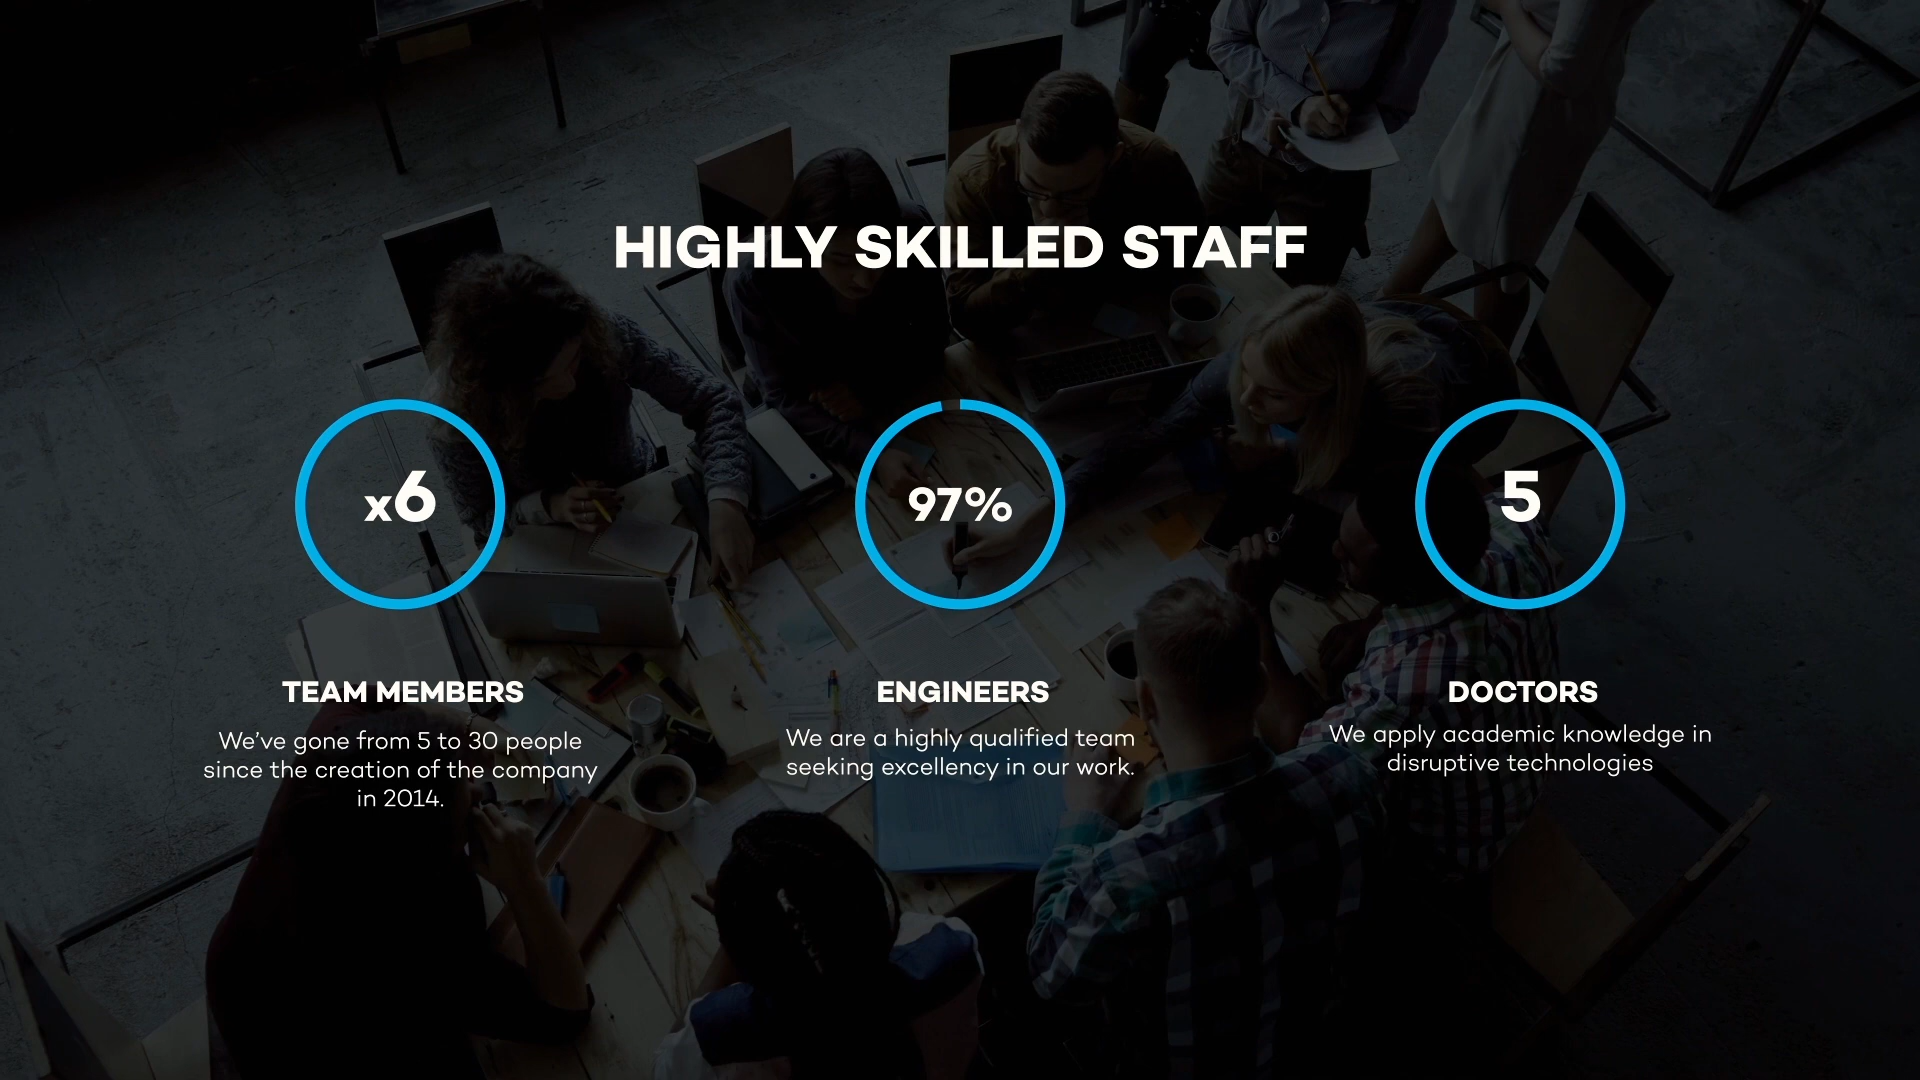 HIGHLY SKILLED STAFF
x6
TEAM MEMBERS
We’ve gone from 5 to 30 people
since the creation of the company
in 2014.
97%
ENGINEERS
We are a highly qualified team
seeking excellency in our work.
5
DOCTORS
We apply academic knowledge in
disruptive technologies